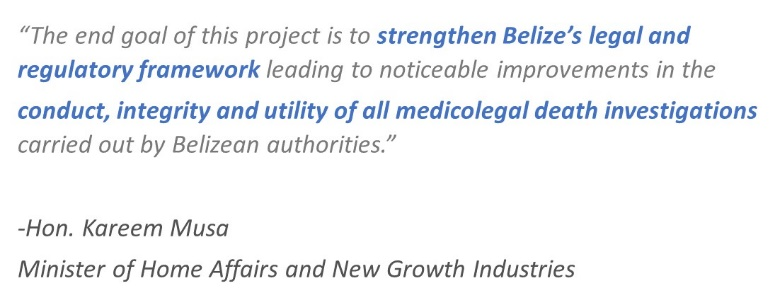 “The end goal of this project is to strengthen Belize’s legal and
regulatory framework leading to noticeable improvements in the
conduct, integrity and utility of all medicolegal death investigations
carried out by Belizean authorities.”
-Hon. Kareem Musa
Minister of Home Affairs and New Growth Industries